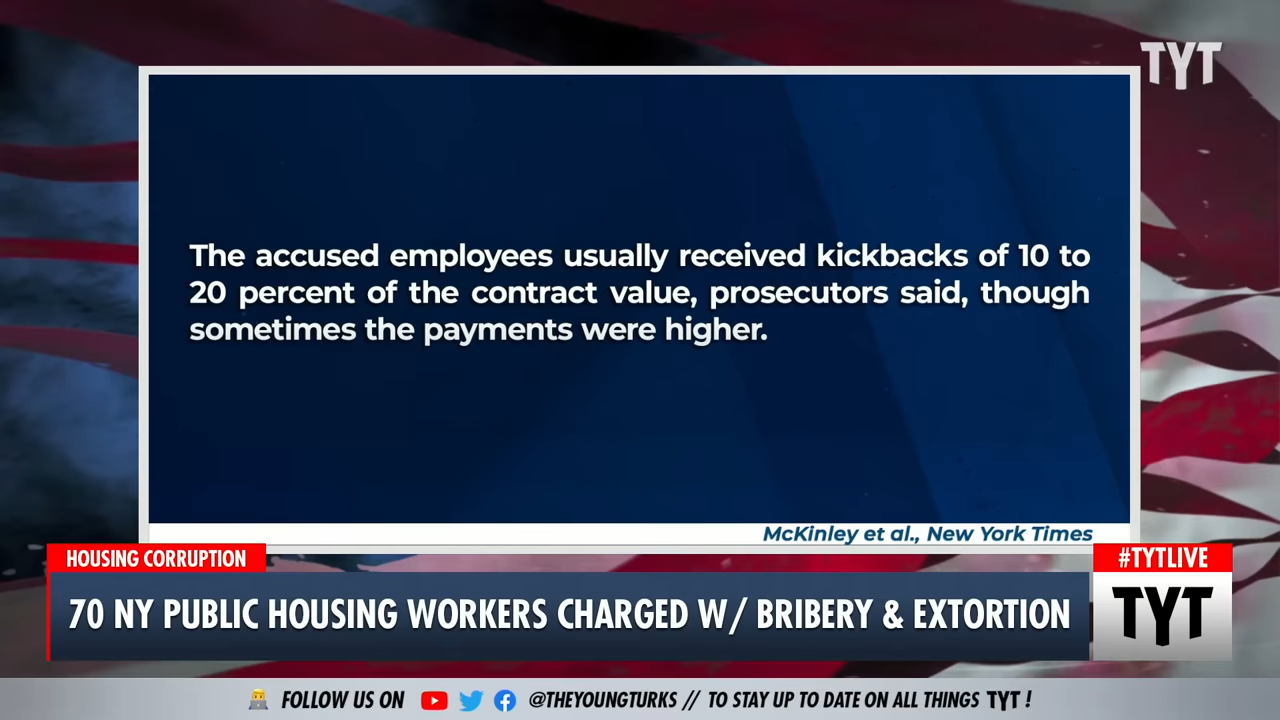 TYT
The accused employees usually received kickbacks of 10 to
20 percent of the contract value, prosecutors said, though
sometimes the payments were higher.
McKinley et al., New York Times
HOUSING CORRUPTION
#TYTLIVE
70 NY PUBLIC HOUSING WORKERS CHARGED W/ BRIBERY & EXTORTION
TYT
FOLLOW US ON @THEYOUNGTURKS // TO STAY UP TO DATE ON ALL THINGS TYT !